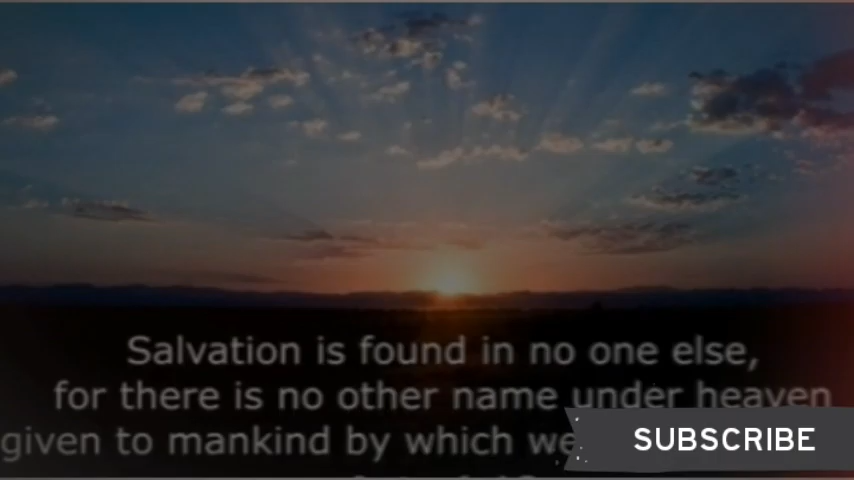 Salvation is found in no one else,
for there is no other name under heaven
given to mankind by which we
SUBSCRIBE